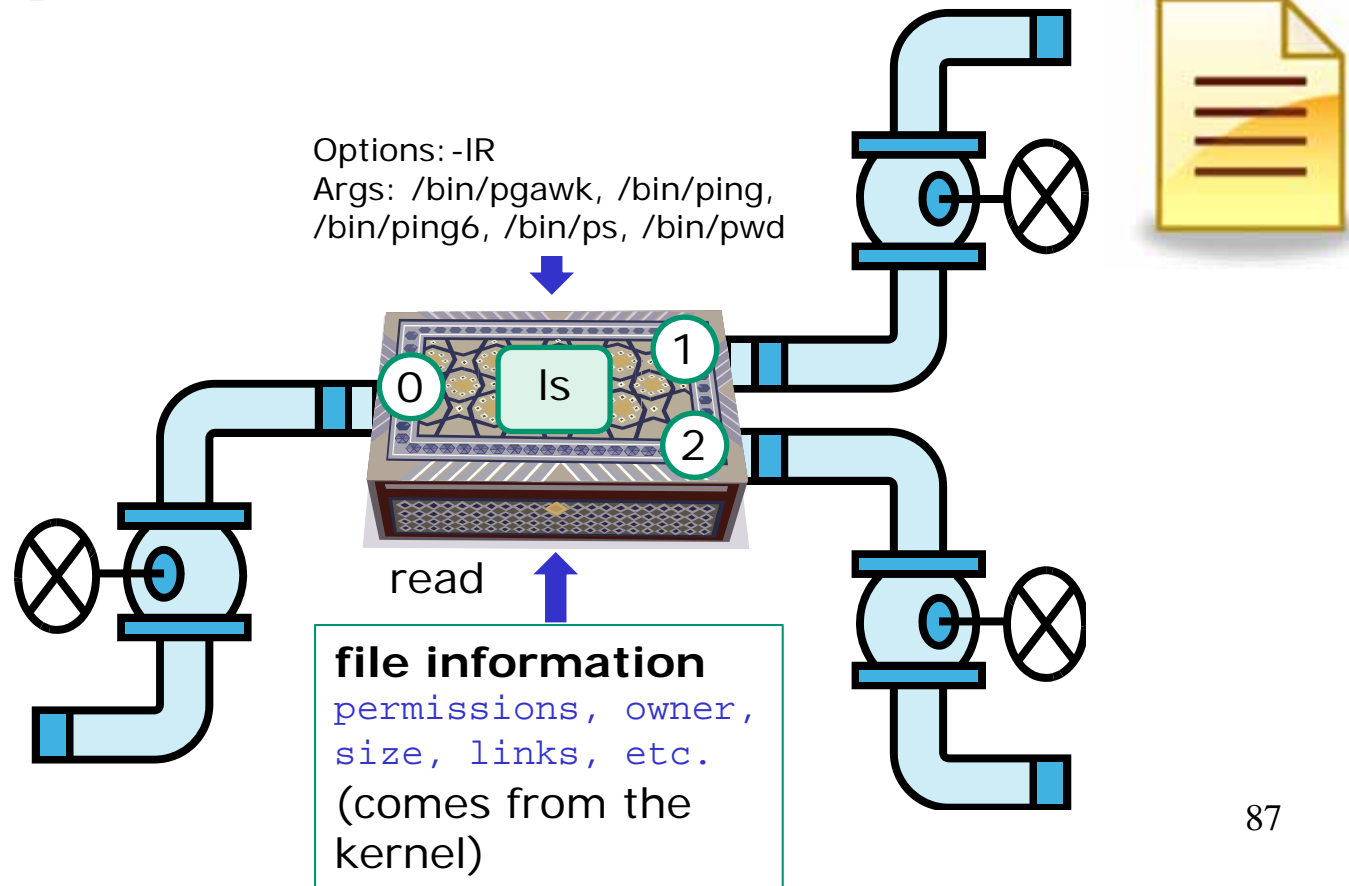 Options:-lR
Args: /bin/pgawk, /bin/ping,
/bin/ping6, /bin/ps, /bin/pwd
0
ls
1
2
read
file information
permissions, owner,
size, links, etc.
(comes from the
kernel)
87